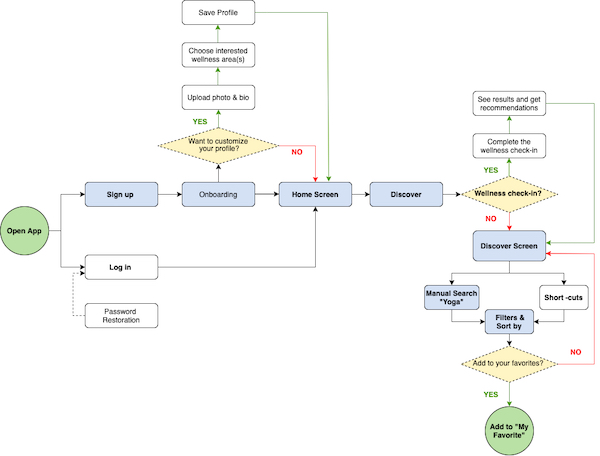 Save Profile
Choose interested
wellness area(s)
Upload photo & bio
YES
Want to customize
your profile?
NO
See results and get
recommendations
Complete the
wellness check-in
YES
Sign up
Onboarding
Home Screen
Discover
Wellness check-in?
NO
Open App
Log in
Discover Screen
Password
Restoration
Manual Search
"Yoga"
Short -cuts
Filters &
Sort by
Add to your favorites?
NO
YES
Add to "My
Favorite"